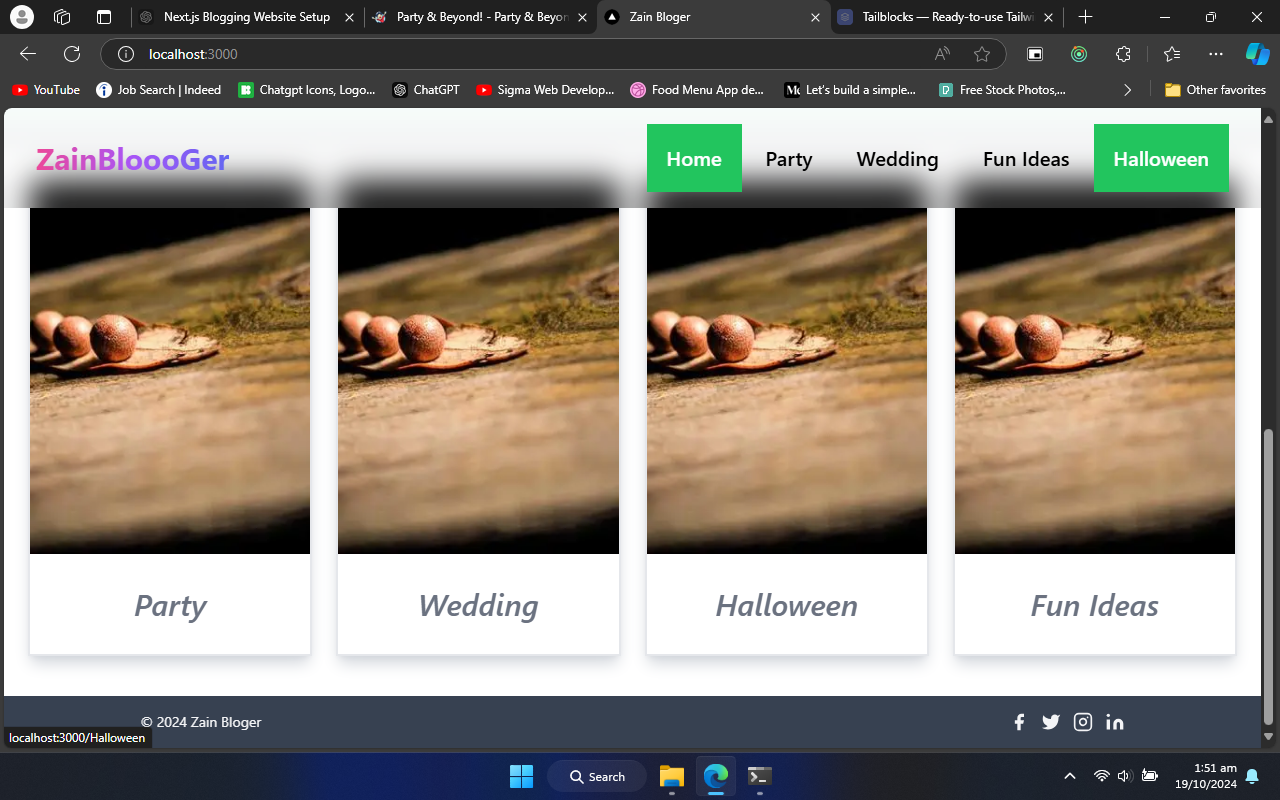 Next.js Blogging Website Setup
Party & Beyond! - Party & Beyon
Zain Bloger
Tailblocks — Ready-to-use Tailwi
localhost:3000
YouTube
Job Search | Indeed
Chatgpt Icons, Logo...
ChatGPT
Sigma Web Develop...
Food Menu App de...
Let's build a simple...
Free Stock Photos,...
Other favorites
ZainBloooGer
Home
Party
Wedding
Fun Ideas
Halloween
Party
Wedding
Halloween
Fun Ideas
© 2024 Zain Bloger
localhost:3000/Halloween
Search
1:51 am
19/10/2024